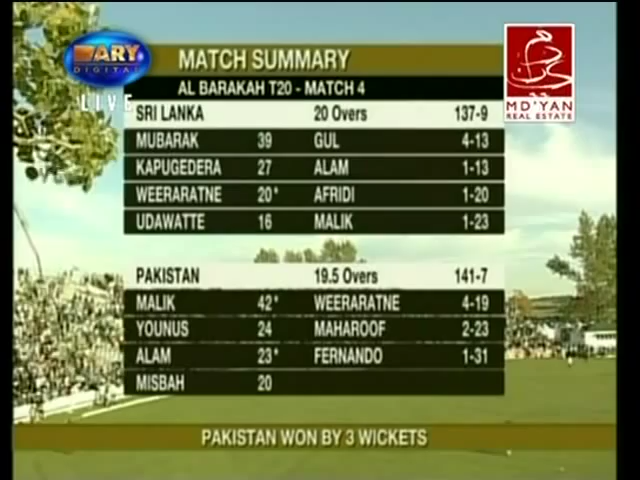 ARY
DIGITAL
LIVE
MD'YAN
REAL ESTATE
MATCH SUMMARY
AL BARAKAH T20 - MATCH 4
SRI LANKA 20 Overs 137-9
MUBARAK 39 GUL 4-13
KAPUGEDERA 27 ALAM 1-13
WEERARATNE 20* AFRIDI 1-20
UDAWATTE 16 MALIK 1-23
PAKISTAN 19.5 Overs 141-7
MALIK 42* WEERARATNE 4-19
YOUNUS 24 MAHAROOF 2-23
ALAM 23* FERNANDO 1-31
MISBAH 20
PAKISTAN WON BY 3 WICKETS